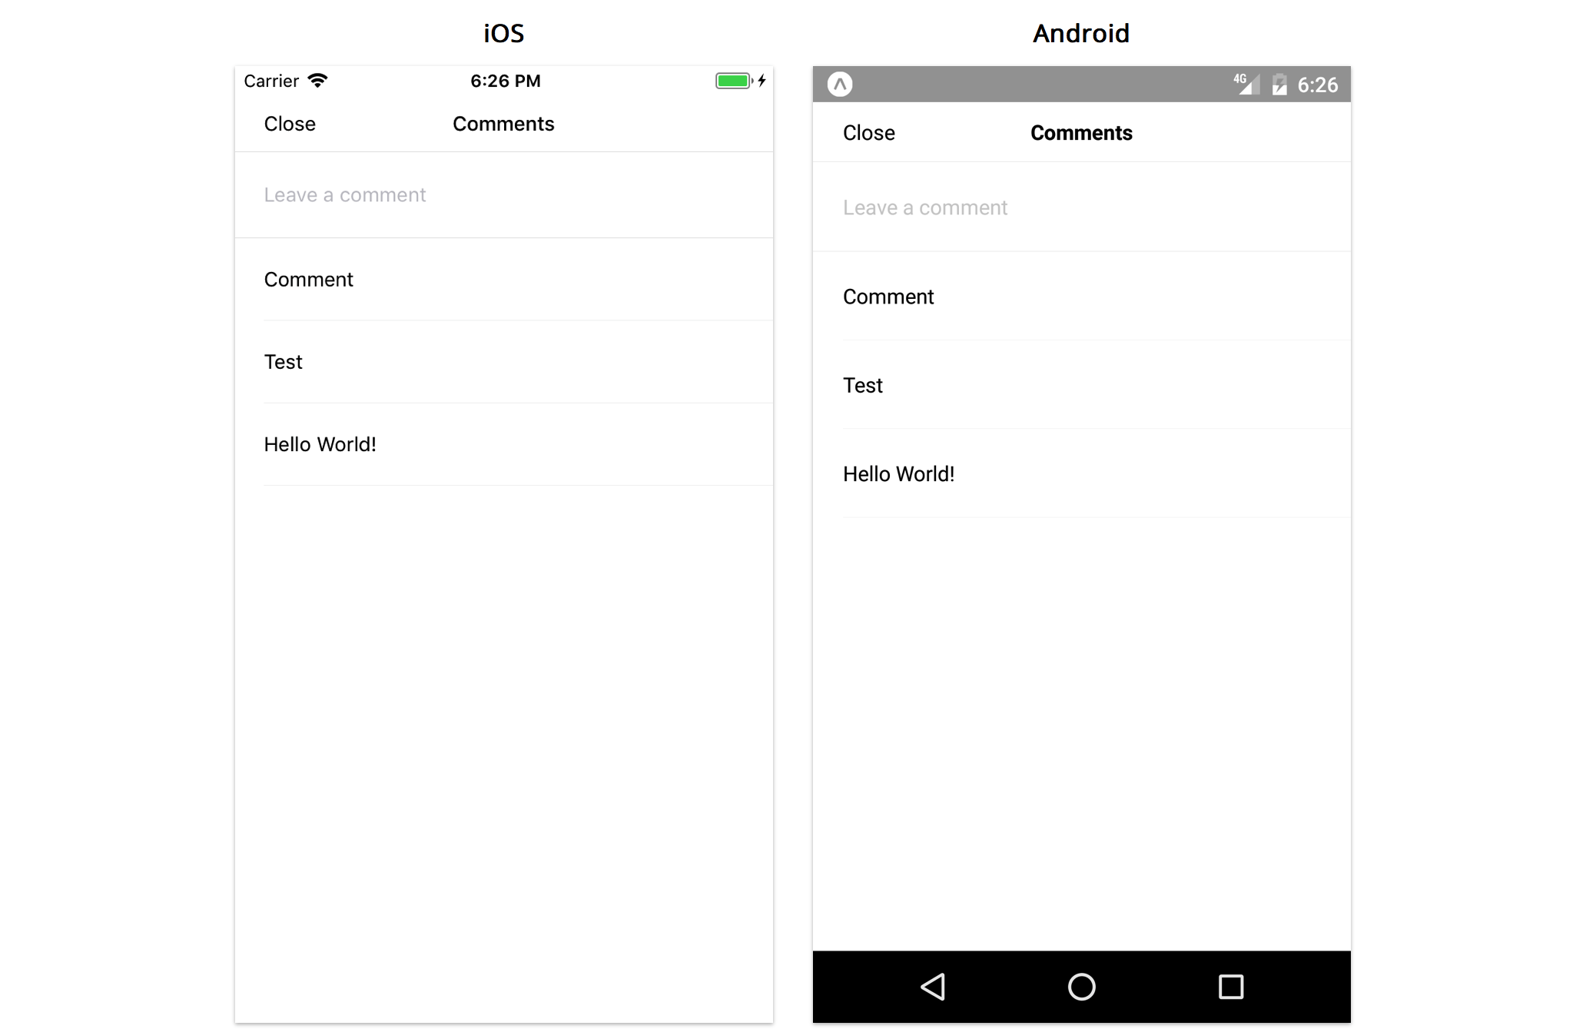 iOS
Carrier 6:26 PM
Close Comments
Leave a comment
Comment
Test
Hello World!
Android
4G 6:26
Close Comments
Leave a comment
Comment
Test
Hello World!